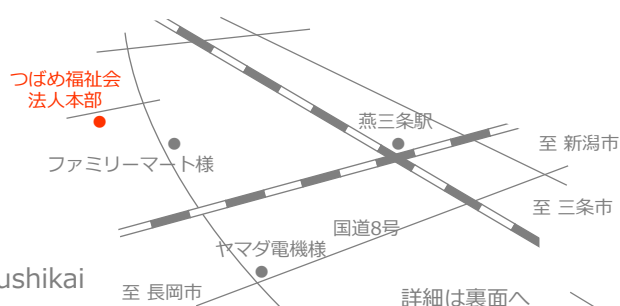 つばめ福祉会
法人本部
燕三条駅
至 新潟市
ファミリーマート様
至 三条市
国道8号
ヤマダ電機様
ushikai
至 長岡市
詳細は裏面へ